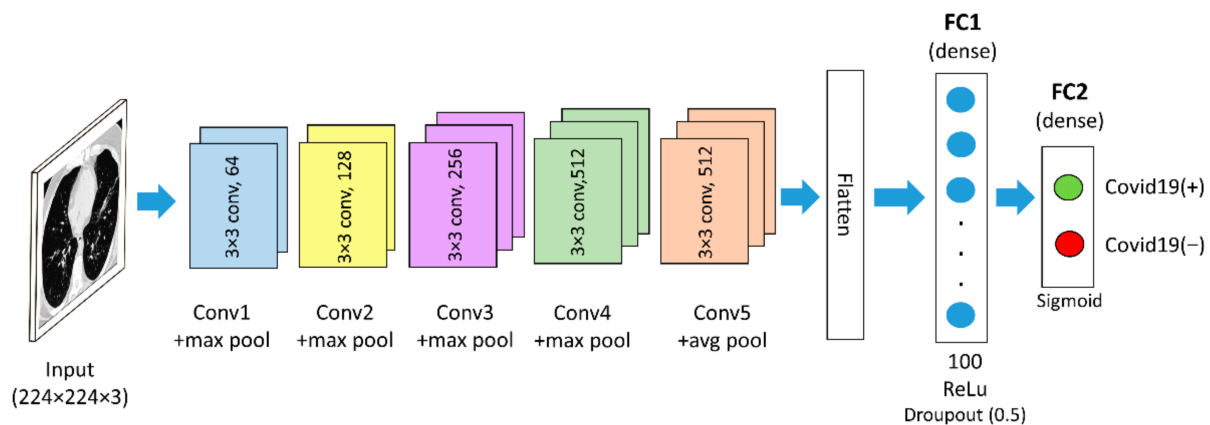 Input
(224×224×3)
3×3 conv, 64
Conv1
+max pool
3×3 conv, 128
Conv2
+max pool
3×3 conv, 256
Conv3
+max pool
3×3 conv,512
Conv4
+max pool
3×3 conv, 512
Conv5
+avg pool
Flatten
FC1
(dense)
100
ReLu
Droupout (0.5)
FC2
(dense)
Covid19(+)
Covid19(−)
Sigmoid